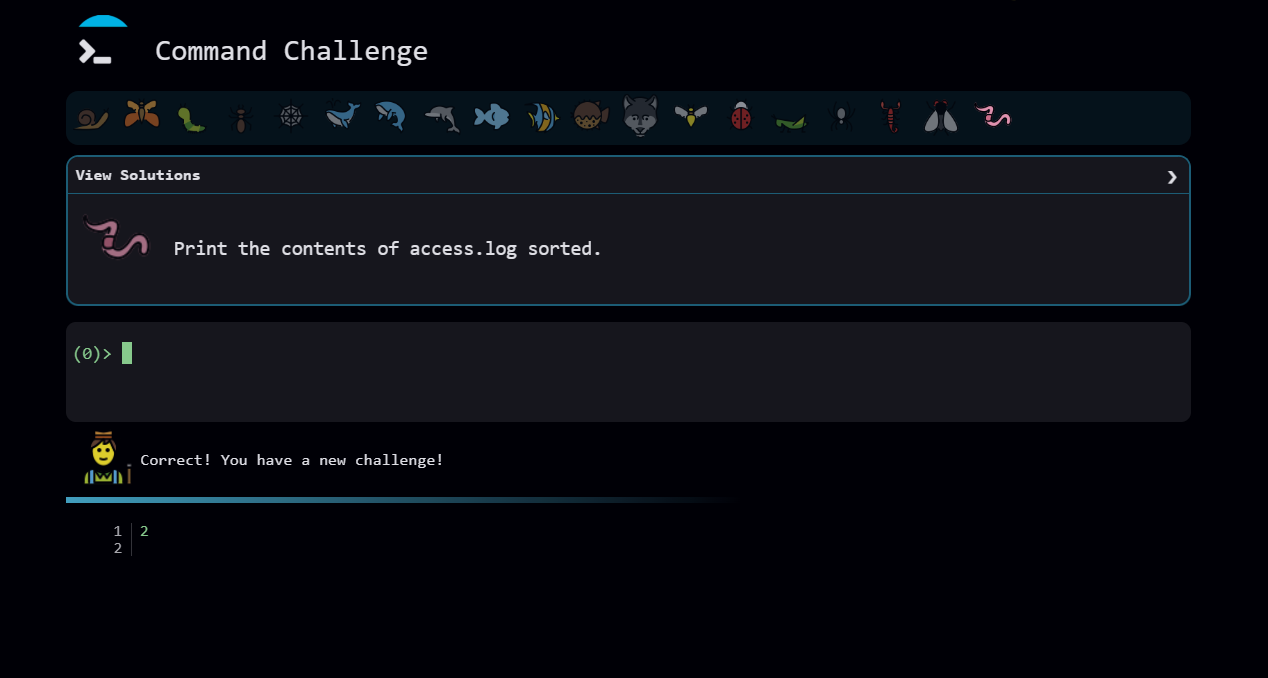 Command Challenge
View Solutions
Print the contents of access.log sorted.
(0)>
Correct! You have a new challenge!
1 2
2